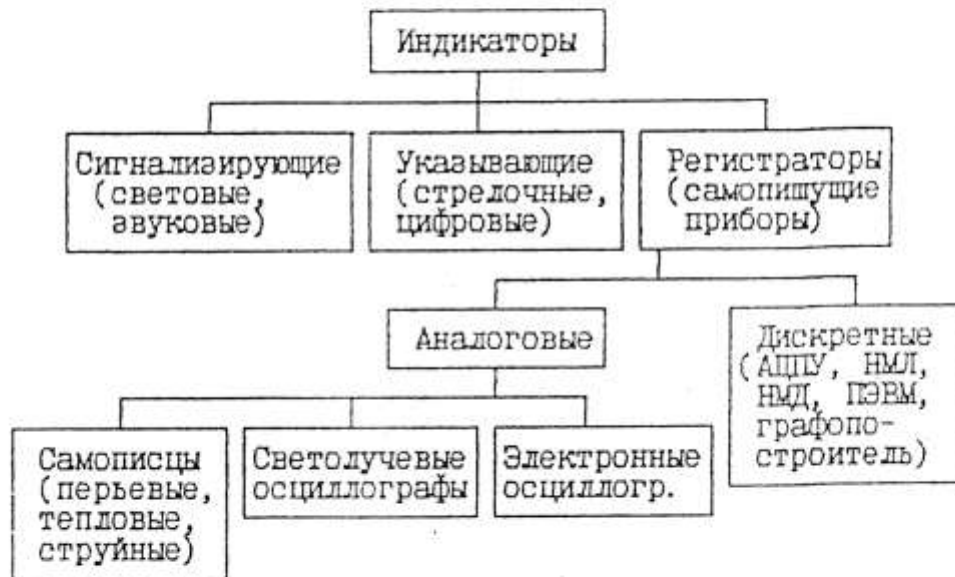 Индикаторы
Сигнализирующие
(световые,
звуковые)
Указывающие
(стрелочные,
цифровые)
Регистраторы
(самопишущие
приборы)
Аналоговые
Дискретные
(АЦПУ, НМЛ,
НМД, ПЭВМ,
графопо-
строитель)
Самописцы
(перьевые,
тепловые,
струйные)
Светолучевые
осциллографы
Электронные
осциллогр.